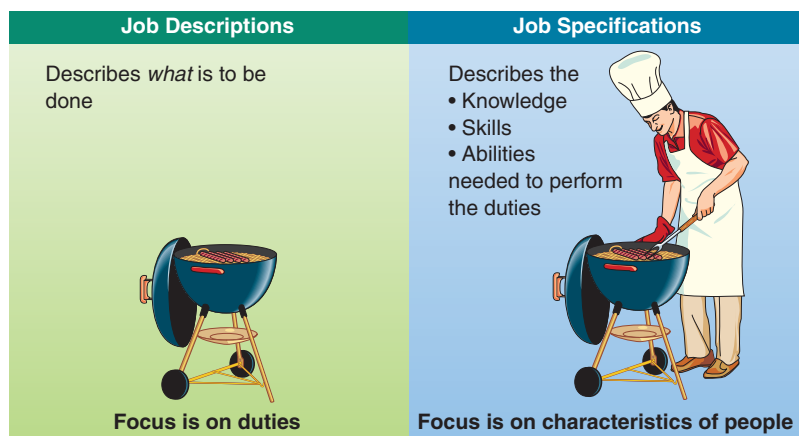 Job Descriptions
Describes what is to be
done
Focus is on duties
Job Specifications
Describes the
• Knowledge
• Skills
• Abilities
needed to perform
the duties
Focus is on characteristics of people